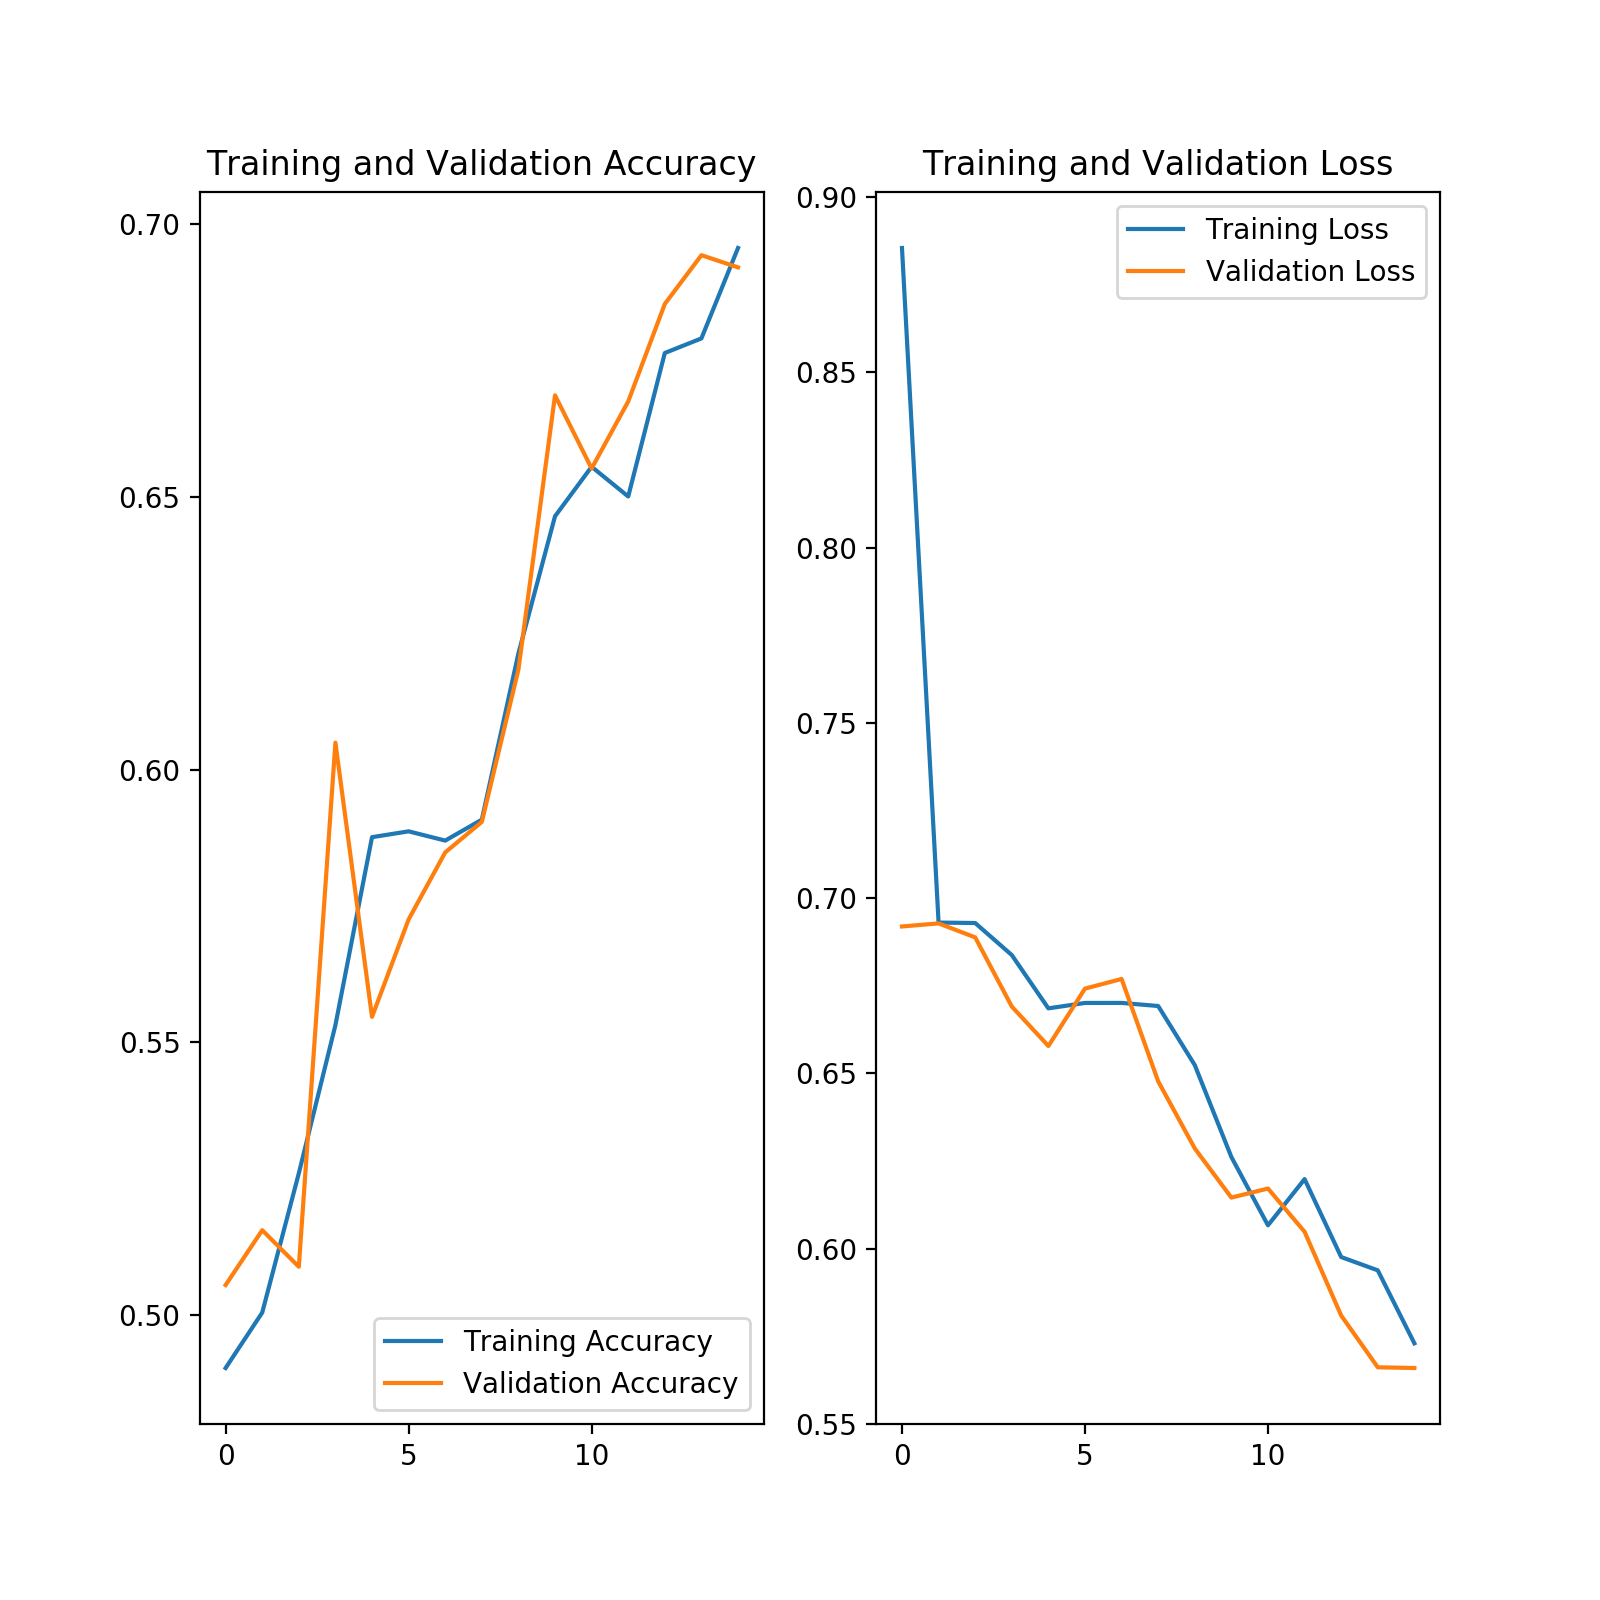 Training and Validation Accuracy
0.70
0.65
0.60
0.55
0.50
0 5 10
Training Accuracy
Validation Accuracy
Training and Validation Loss
0.90
0.85
0.80
0.75
0.70
0.65
0.60
0.55
0 5 10
Training Loss
Validation Loss